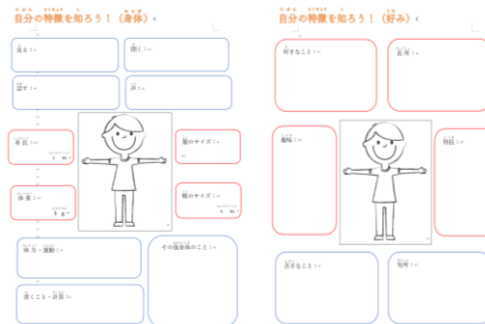 自分の特徴を知ろう！（身体）
見る：
聞く：
話す：
声：
身長：
cm
服のサイズ：
体重：
kg
靴のサイズ：
cm
体力・運動：
その他身体のこと：
書くこと・計算：
自分の特徴を知ろう！（好み）
好きなこと：
長所：
趣味：
特技：
苦手なこと：
短所：